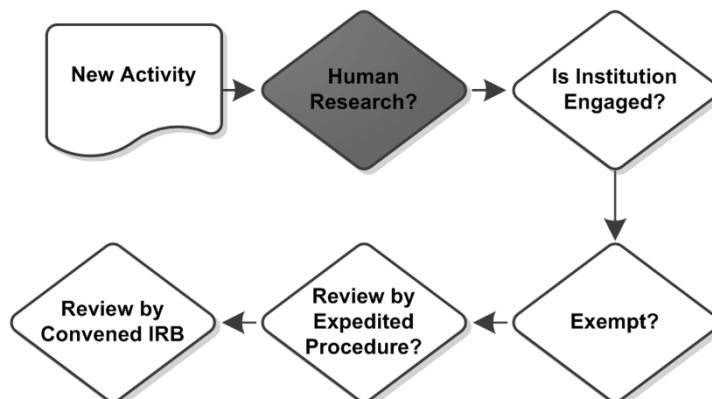 New Activity
Human
Research?
Is Institution
Engaged?
Review by
Convened IRB
Review by
Expedited
Procedure?
Exempt?